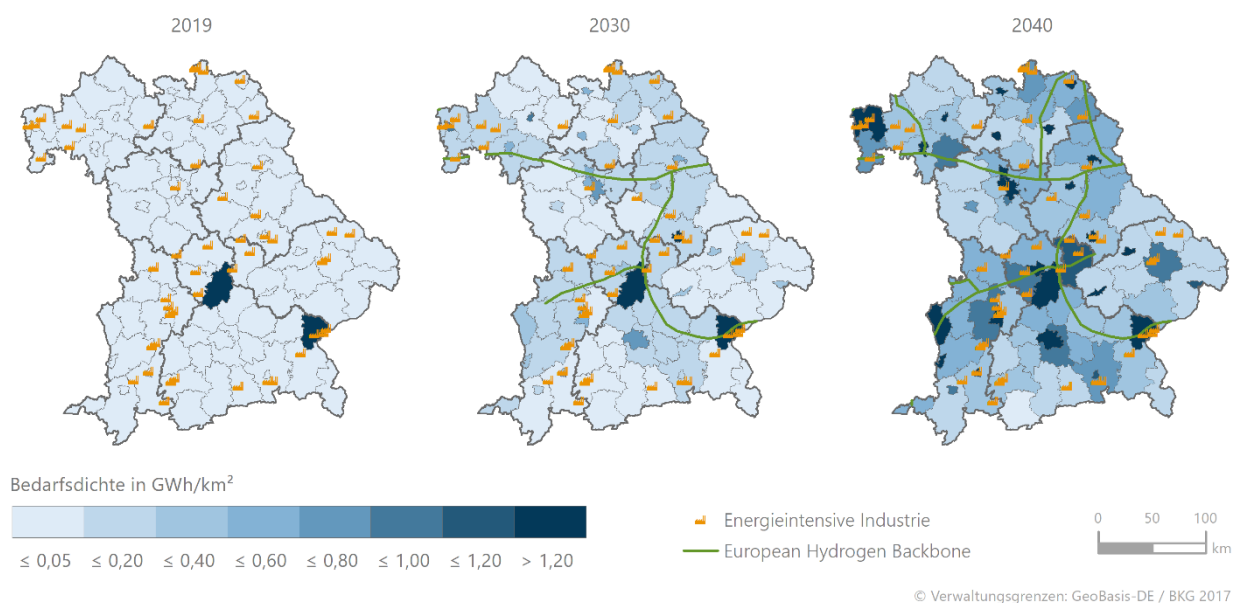 2019 2030 2040
Bedarfsdichte in GWh/km²
≤ 0,05 ≤ 0,20 ≤ 0,40 ≤ 0,60 ≤ 0,80 ≤ 1,00 ≤ 1,20 > 1,20
Energieintensive Industrie
European Hydrogen Backbone
0 50 100
km
© Verwaltungsgrenzen: GeoBasis-DE / BKG 2017